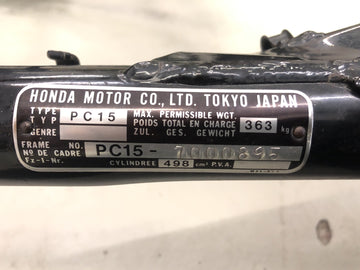 HONDA MOTOR CO., LTD. TOKYO JAPAN
TYPE
TYP PC15
GENRE
MAX. PERMISSIBLE WGT.
POIDS TOTAL EN CHARGE 363 kg
ZUL. GES. GEWICHT
FRAME NO.
Nº DE CADRE PC15-
Fz-I-Nr.
CYLINDREE 498 cm³ P.V.A.